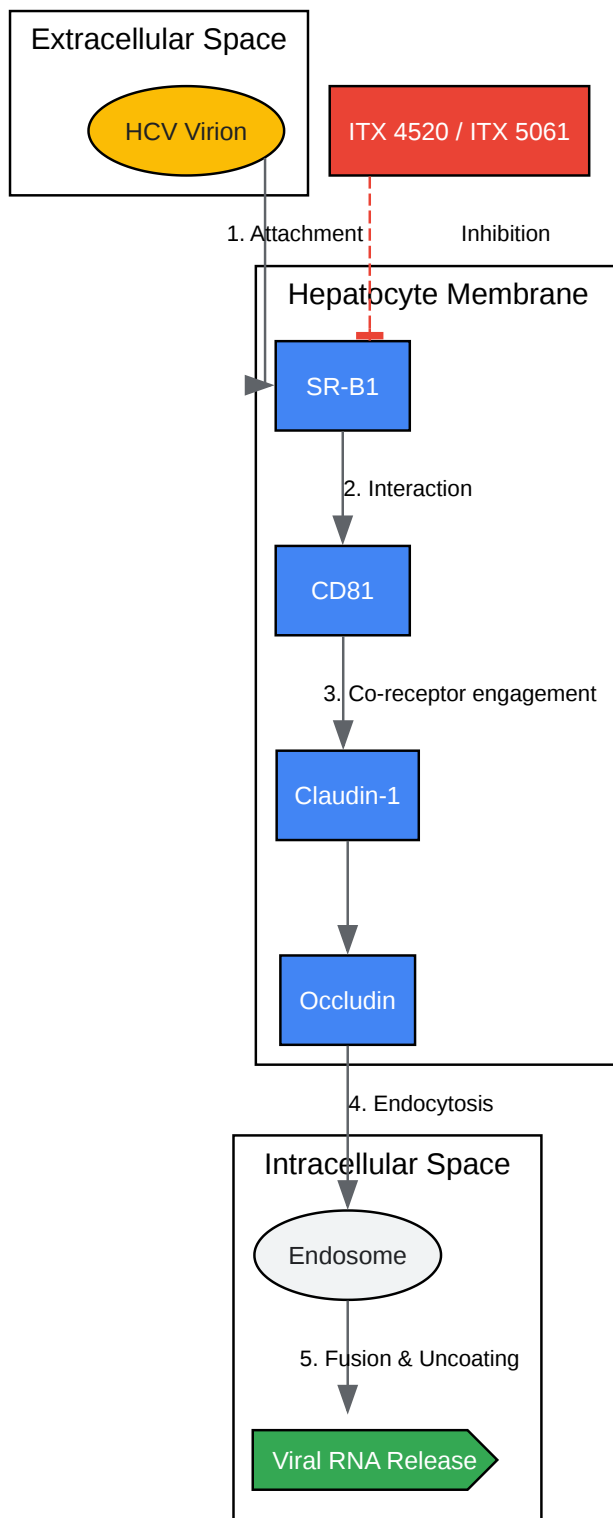 Extracellular Space
HCV Virion
ITX 4520 / ITX 5061
1. Attachment
Inhibition
Hepatocyte Membrane
SR-B1
2. Interaction
CD81
3. Co-receptor engagement
Claudin-1
Occludin
4. Endocytosis
Intracellular Space
Endosome
5. Fusion & Uncoating
Viral RNA Release